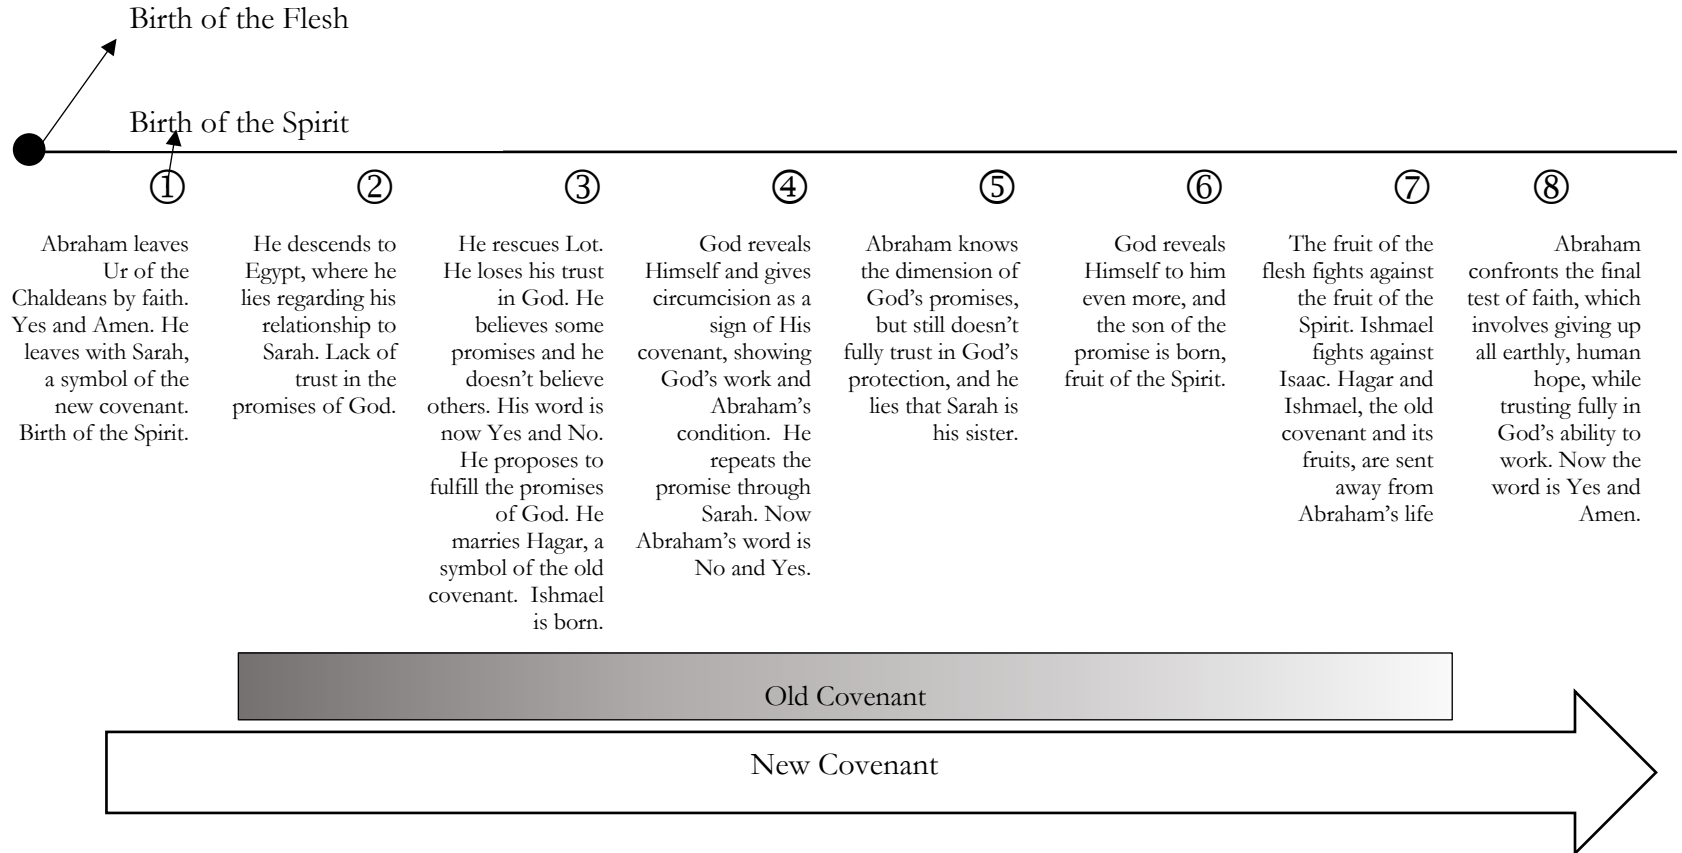 Birth of the Flesh
Birth of the Spirit
①
Abraham leaves
Ur of the
Chaldeans by faith.
Yes and Amen. He
leaves with Sarah,
a symbol of the
new covenant.
Birth of the Spirit.
②
He descends to
Egypt, where he
lies regarding his
relationship to
Sarah. Lack of
trust in the
promises of God.
③
He rescues Lot.
He loses his trust
in God. He
believes some
promises and he
doesn’t believe
others. His word is
now Yes and No.
He proposes to
fulfill the promises
of God. He
marries Hagar, a
symbol of the old
covenant.  Ishmael
is born.
④
God reveals
Himself and gives
circumcision as a
sign of His
covenant, showing
God’s work and
Abraham’s
condition.  He
repeats the
promise through
Sarah. Now
Abraham’s word is
No and Yes.
⑤
Abraham knows
the dimension of
God’s promises,
but still doesn’t
fully trust in God’s
protection, and he
lies that Sarah is
his sister.
⑥
God reveals
Himself to him
even more, and
the son of the
promise is born,
fruit of the Spirit.
⑦
The fruit of the
flesh fights against
the fruit of the
Spirit. Ishmael
fights against
Isaac. Hagar and
Ishmael, the old
covenant and its
fruits, are sent
away from
Abraham’s life
⑧
Abraham
confronts the final
test of faith, which
involves giving up
all earthly, human
hope, while
trusting fully in
God’s ability to
work. Now the
word is Yes and
Amen.
Old Covenant
New Covenant